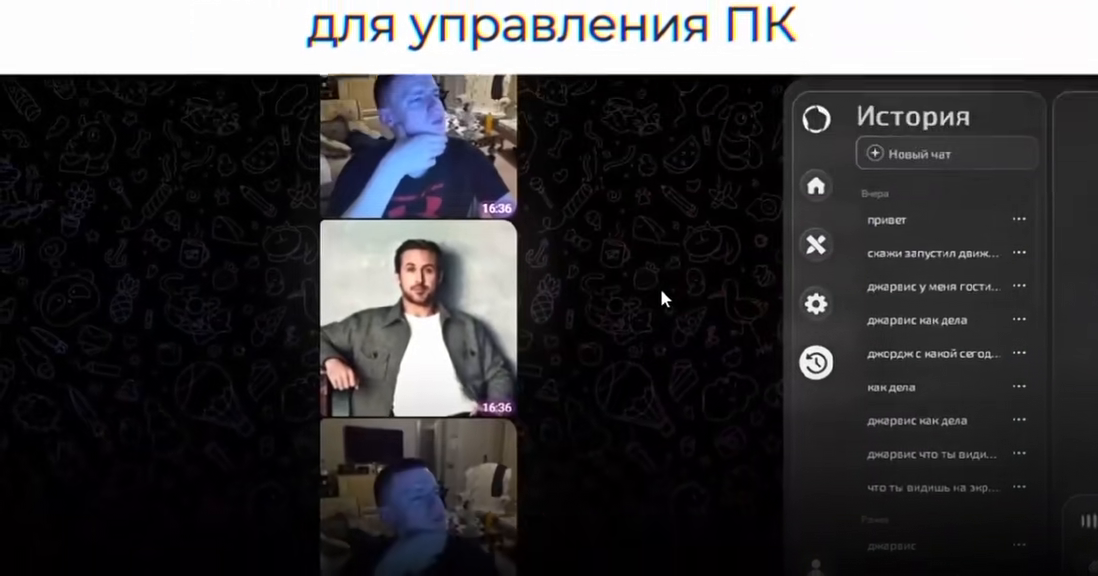 для управления ПК
16:36
16:36
История
Новый чат
Вчера
привет
скажи запустил движ...
джарвис у меня гости...
джарвис как дела
джордж с какой сегод...
как дела
джарвис как дела
джарвис что ты види...
что ты видишь на экр...
Ранее
джарвис